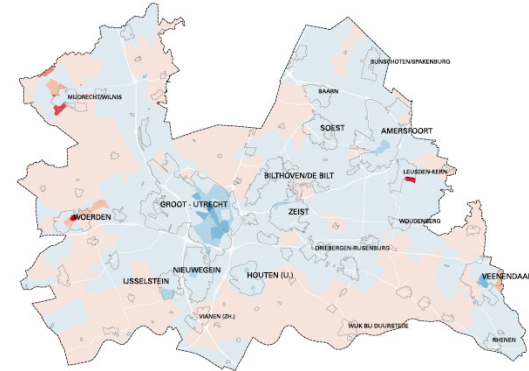 BUNSCHOTEN/SPAKENBURG
MIJDRECHT/WILNIS
BAARN
SOEST
AMERSFOORT
BILTHOVEN/DE BILT
LEUSDEN-KERN
GROOT - UTRECHT
ZEIST
WOERDEN
WOUDENBERG
DRIEBERGEN-RIJSENBURG
NIEUWEGEIN
HOUTEN (U.)
VEENENDAAL
IJSSELSTEIN
VIANEN (ZH.)
WIJK BIJ DUURSTEDE
RHENEN